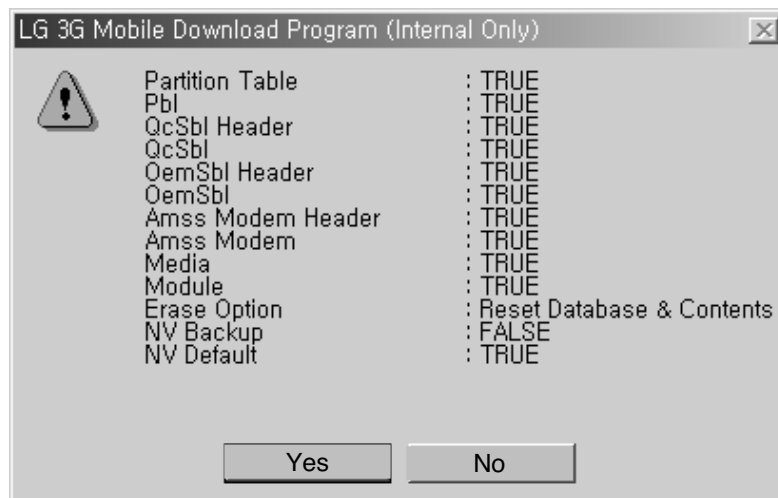 LG 3G Mobile Download Program (Internal Only)
Partition Table : TRUE
Pbl : TRUE
QcSbl Header : TRUE
QcSbl : TRUE
OemSbl Header : TRUE
OemSbl : TRUE
Amss Modem Header : TRUE
Amss Modem : TRUE
Media : TRUE
Module : TRUE
Erase Option : Reset Database & Contents
NV Backup : FALSE
NV Default : TRUE
Yes No